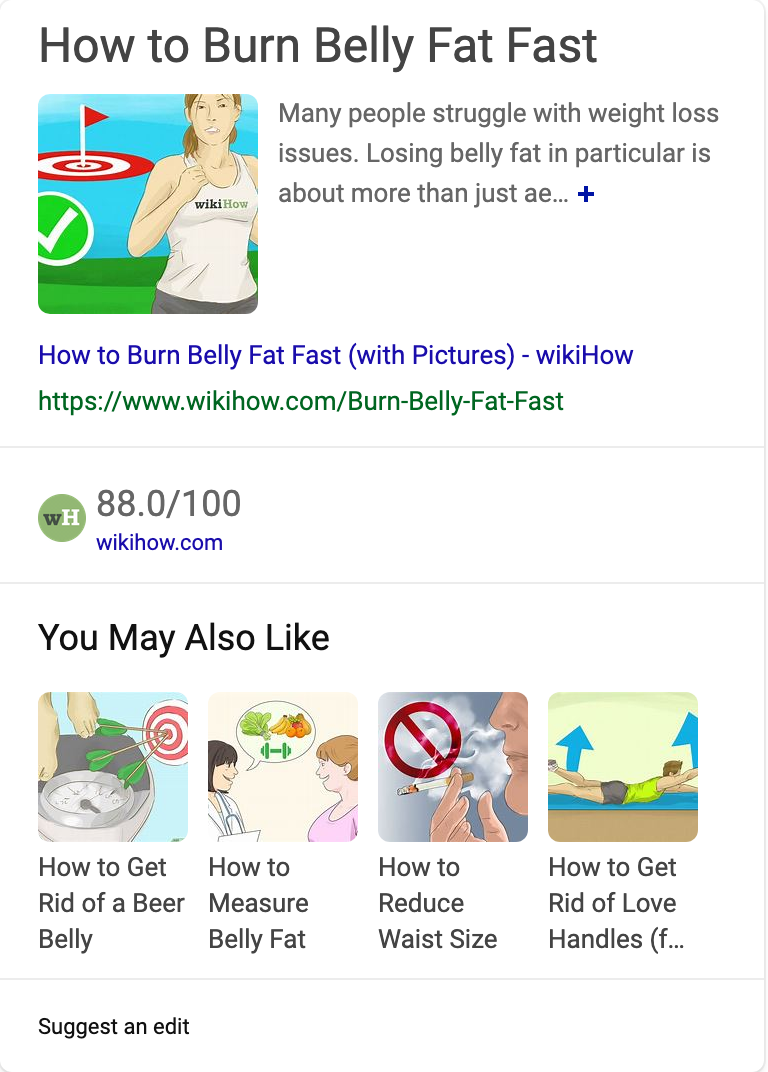 How to Burn Belly Fat Fast
wikiHow
Many people struggle with weight loss
issues. Losing belly fat in particular is
about more than just ae... +
How to Burn Belly Fat Fast (with Pictures) - wikiHow
https://www.wikihow.com/Burn-Belly-Fat-Fast
wH
88.0/100
wikihow.com
You May Also Like
How to Get
Rid of a Beer
Belly
How to
Measure
Belly Fat
How to
Reduce
Waist Size
How to Get
Rid of Love
Handles (f...
Suggest an edit